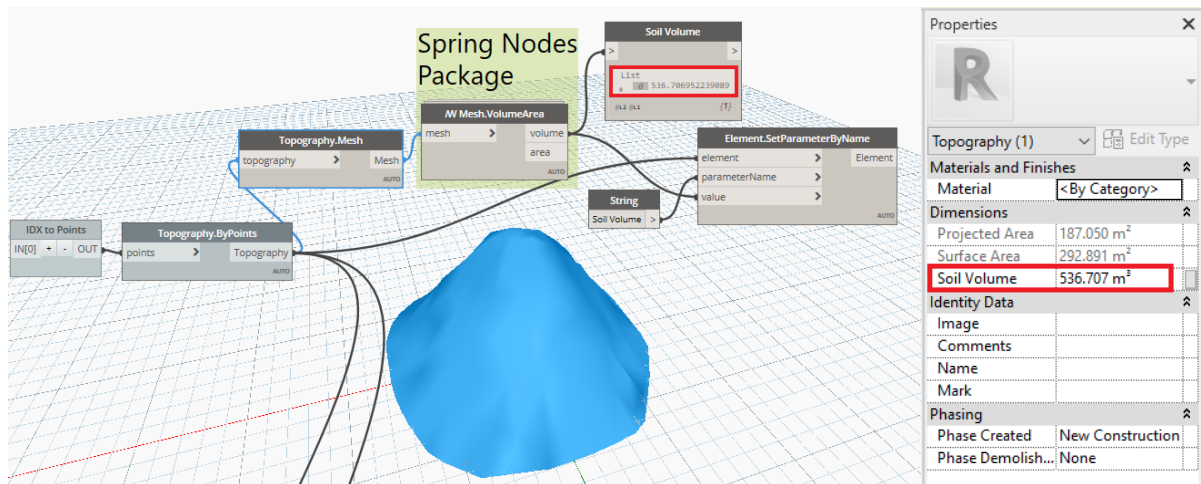 Spring Nodes
Package
Soil Volume
>
>
List
0
536.706952239089
@L2 @L1
{1}
Mesh.VolumeArea
mesh
>
volume
area
AUTO
Topography.Mesh
topography
>
Mesh
AUTO
Element.SetParameterByName
element
>
Element
parameterName
>
value
>
AUTO
String
Soil Volume
>
IDX to Points
IN[0]
+
-
OUT
Topography.ByPoints
points
>
Topography
AUTO
Properties
R
Topography (1)
Edit Type
Materials and Finishes
Material <By Category>
Dimensions
Projected Area 187.050 m²
Surface Area 292.891 m²
Soil Volume 536.707 m³
Identity Data
Image
Comments
Name
Mark
Phasing
Phase Created New Construction
Phase Demolish... None